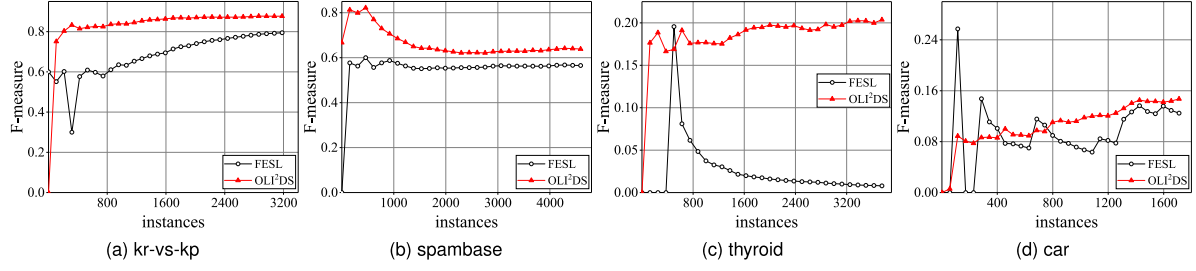 F-measure
0.8
0.6
0.4
0.2
0.0
800 1600 2400 3200
instances
FESL
OLI²DS
(a) kr-vs-kp
F-measure
0.8
0.6
0.4
0.2
0.0
1000 2000 3000 4000
instances
FESL
OLI²DS
(b) spambase
F-measure
0.20
0.15
0.10
0.05
0.00
800 1600 2400 3200
instances
FESL
OLI²DS
(c) thyroid
F-measure
0.24
0.16
0.08
0.00
400 800 1200 1600
instances
FESL
OLI²DS
(d) car